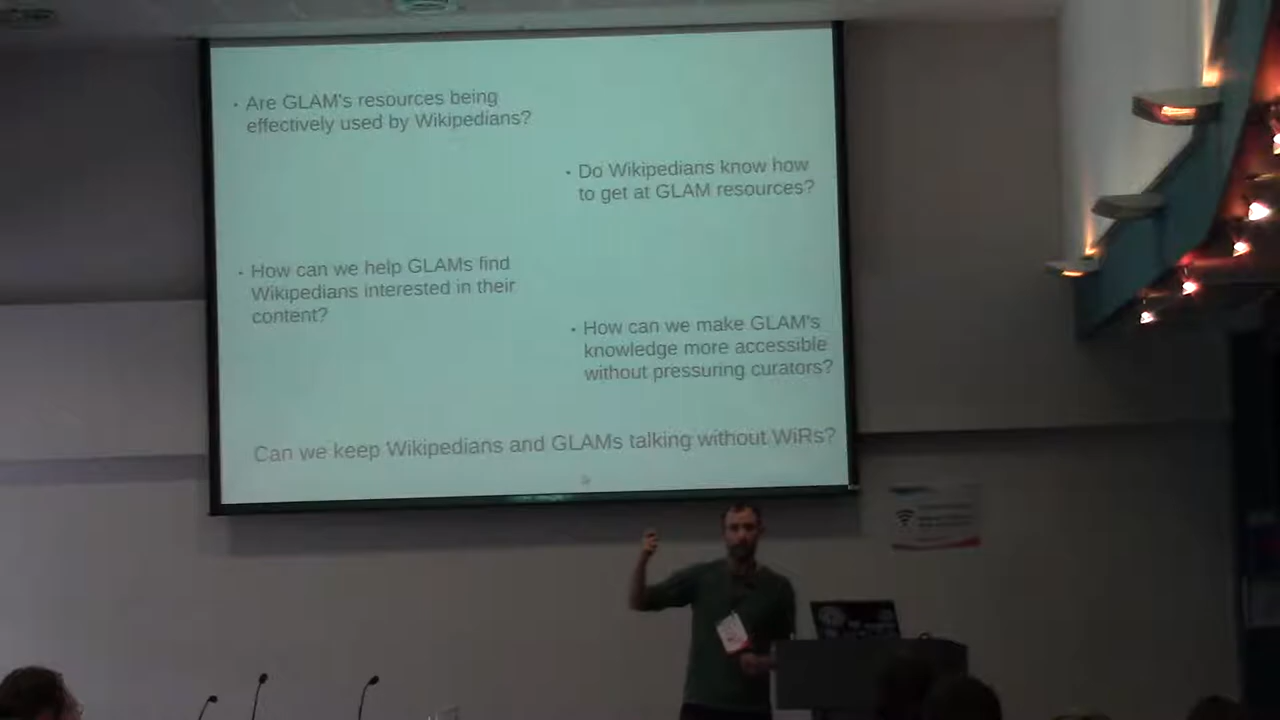 · Are GLAM's resources being
effectively used by Wikipedians?
· Do Wikipedians know how
to get at GLAM resources?
· How can we help GLAMs find
Wikipedians interested in their
content?
· How can we make GLAM's
knowledge more accessible
without pressuring curators?
Can we keep Wikipedians and GLAMs talking without WiRs?